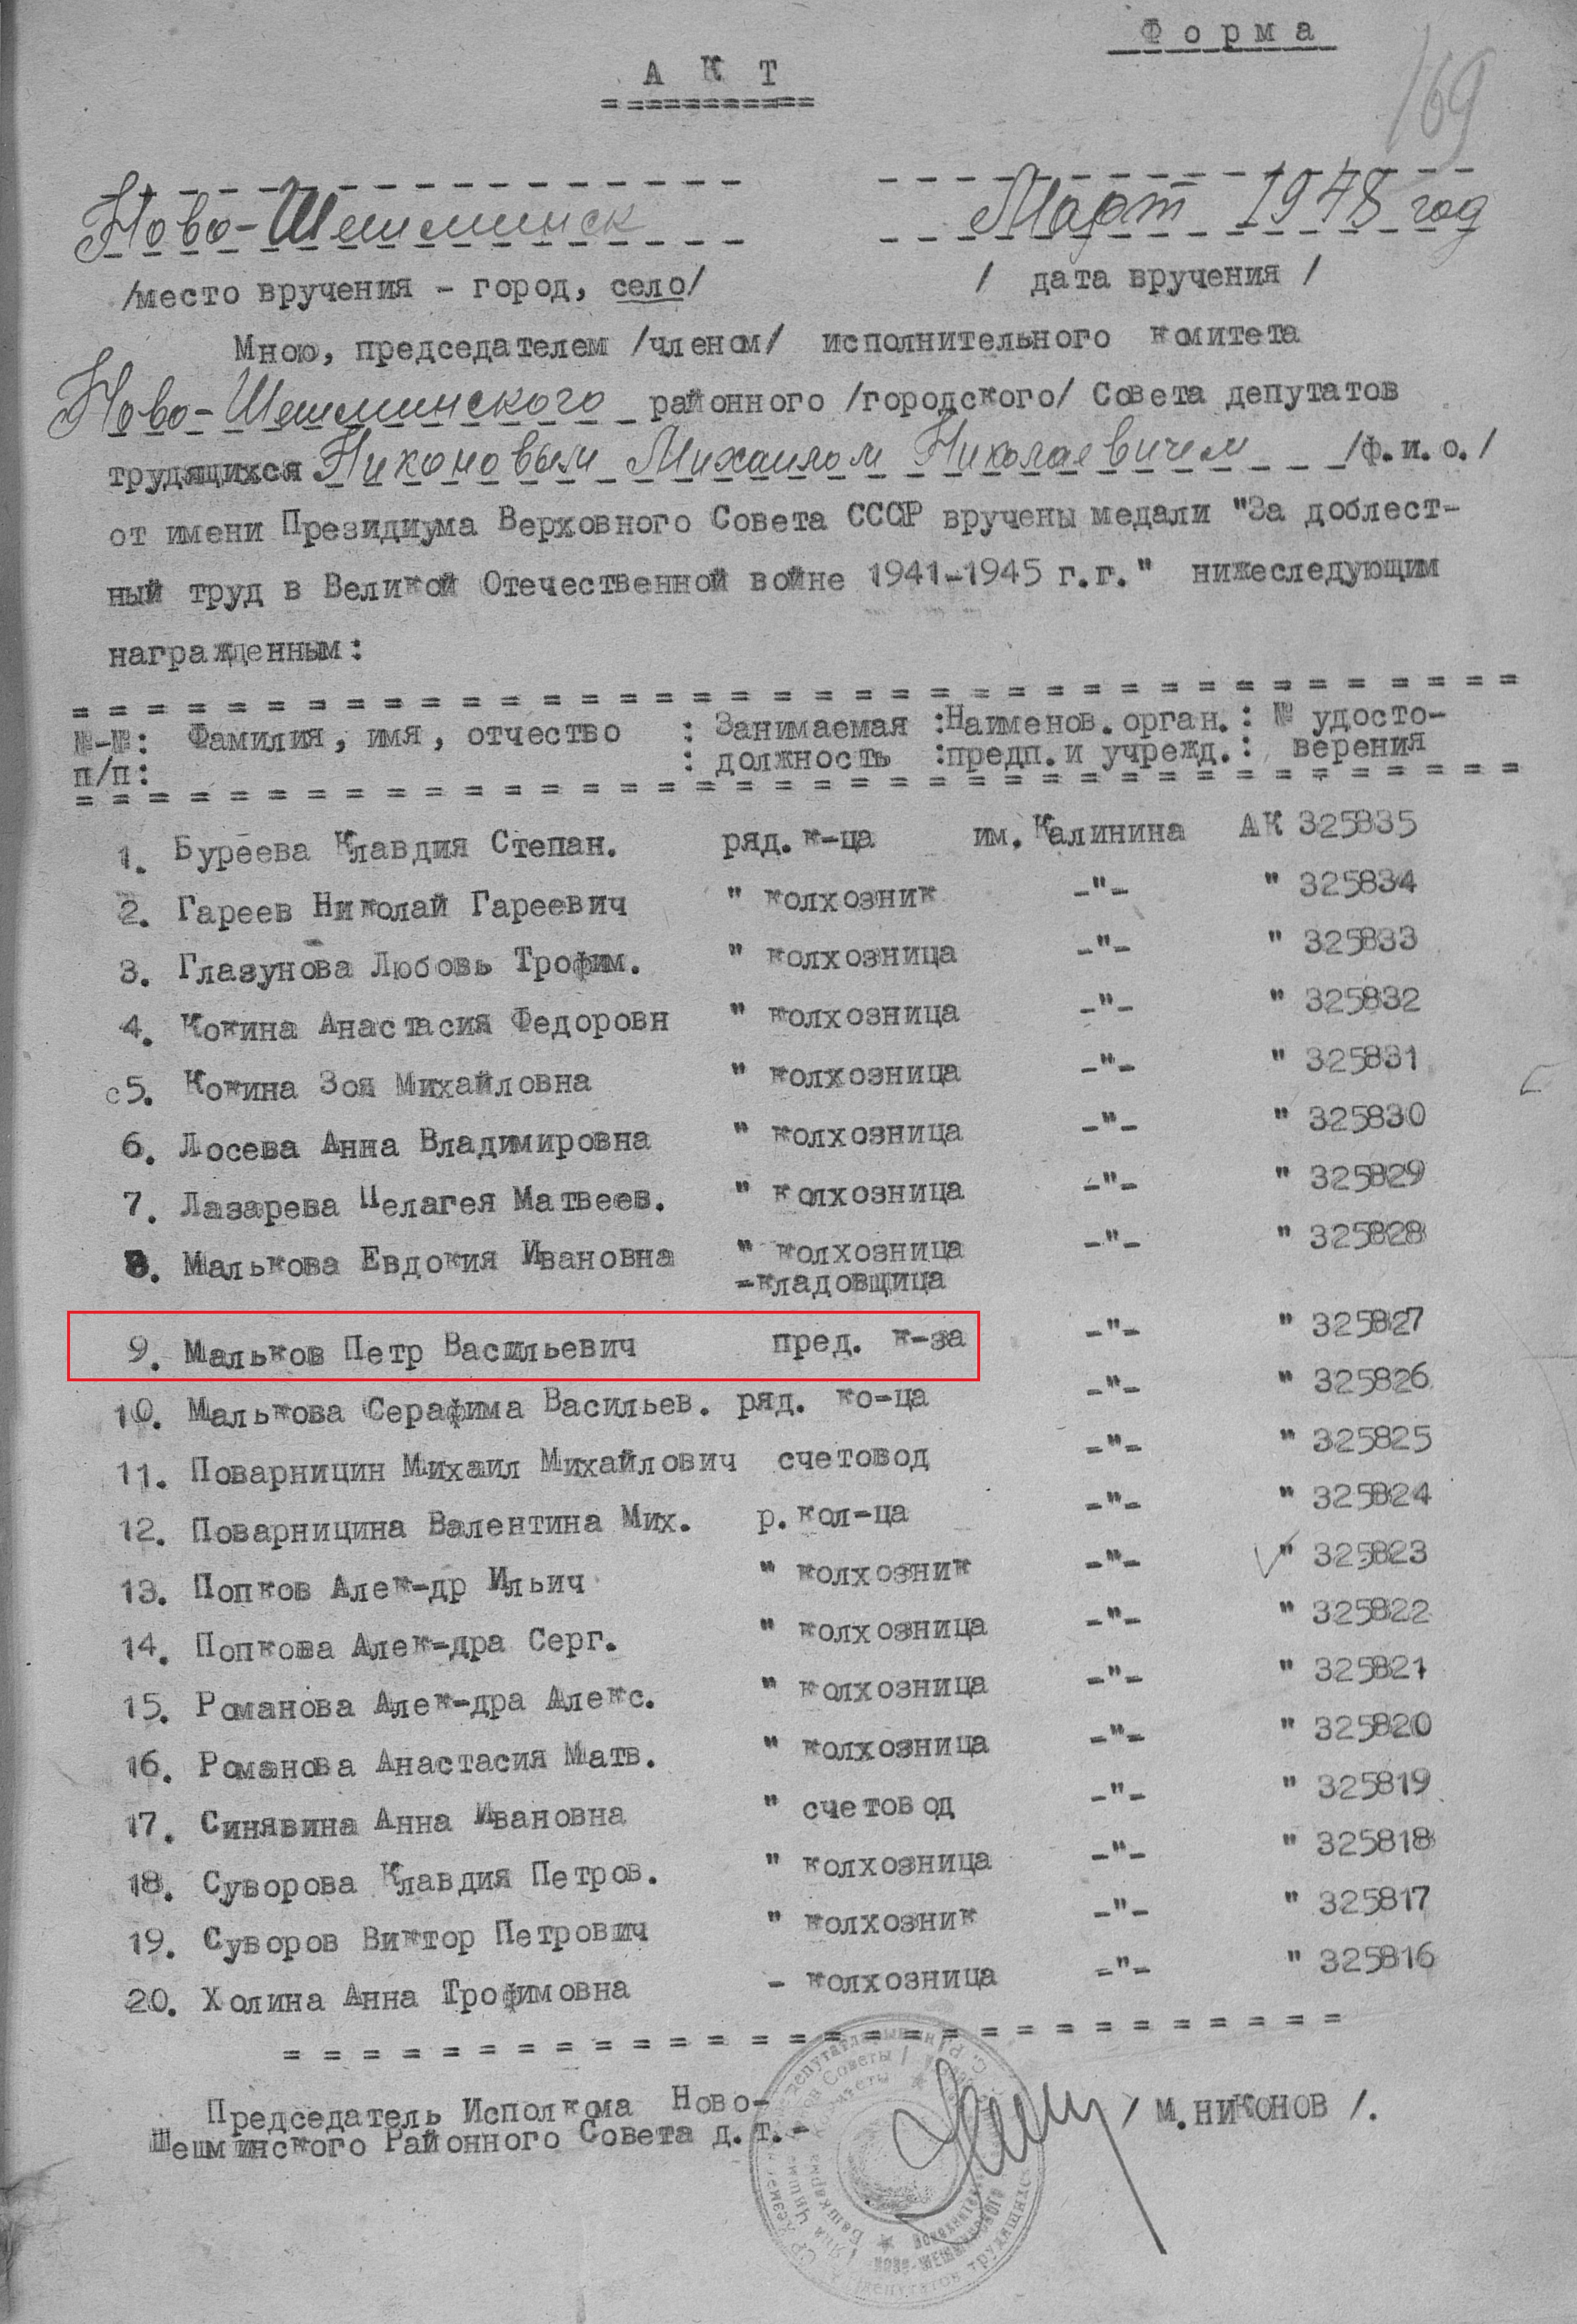 Форма
169
АКТ
Ново-Шешминск Март 1948 год
/место вручения - город, село/ / дата вручения /
Мною, председателем /членом/ исполнительного комитета
Ново-Шешминского районного /городского/ Совета депутатов
трудящихся Никоновым Михаилом Николаевичем /ф.и.о./
от имени Президиума Верховного Совета СССР вручены медали "За доблест-
ный труд в Великой Отечественной войне 1941-1945 г.г." нижеследующим
награжденным:
№-№: Фамилия, имя, отчество : Занимаемая :Наименов.орган.: № удосто-
п/п: : должность :предп.и учрежд.: верения
1. Буреева Клавдия Степан. ряд. к-ца им. Калинина АК 325835
2. Гареев Николай Гареевич " колхозник -"- " 325834
3. Глазунова Любовь Трофим. " колхозница -"- " 325833
4. Кокина Анастасия Федоровн " колхозница -"- " 325832
с5. Кокина Зоя Михайловна " колхозница -"- " 325831
6. Лосева Анна Владимировна " колхозница -"- " 325830
7. Лазарева Пелагея Матвеев. " колхозница -"- " 325829
8. Малькова Евдокия Ивановна " колхозница -"- " 325828
-кладовщица
9. Мальков Петр Васильевич пред. к-за -"- " 325827
10. Малькова Серафима Васильев. ряд. ко-ца -"- " 325826
11. Поварницин Михаил Михайлович счетовод -"- " 325825
12. Поварницина Валентина Мих. р. кол-ца -"- " 325824
13. Попков Алек-др Ильич " колхозник -"- " 325823
14. Попкова Алек-дра Серг. " колхозница -"- " 325822
15. Романова Алек-дра Алекс. " колхозница -"- " 325821
16. Романова Анастасия Матв. " колхозница -"- " 325820
17. Синявина Анна Ивановна " счетовод -"- " 325819
18. Суворова Клавдия Петров. " колхозница -"- " 325818
19. Суворов Виктор Петрович " колхозник -"- " 325817
20. Холина Анна Трофимовна - колхозница -"- " 325816
Председатель Исполкома Ново-
Шешминского Районного Совета д.т.- / М.НИКОНОВ /.